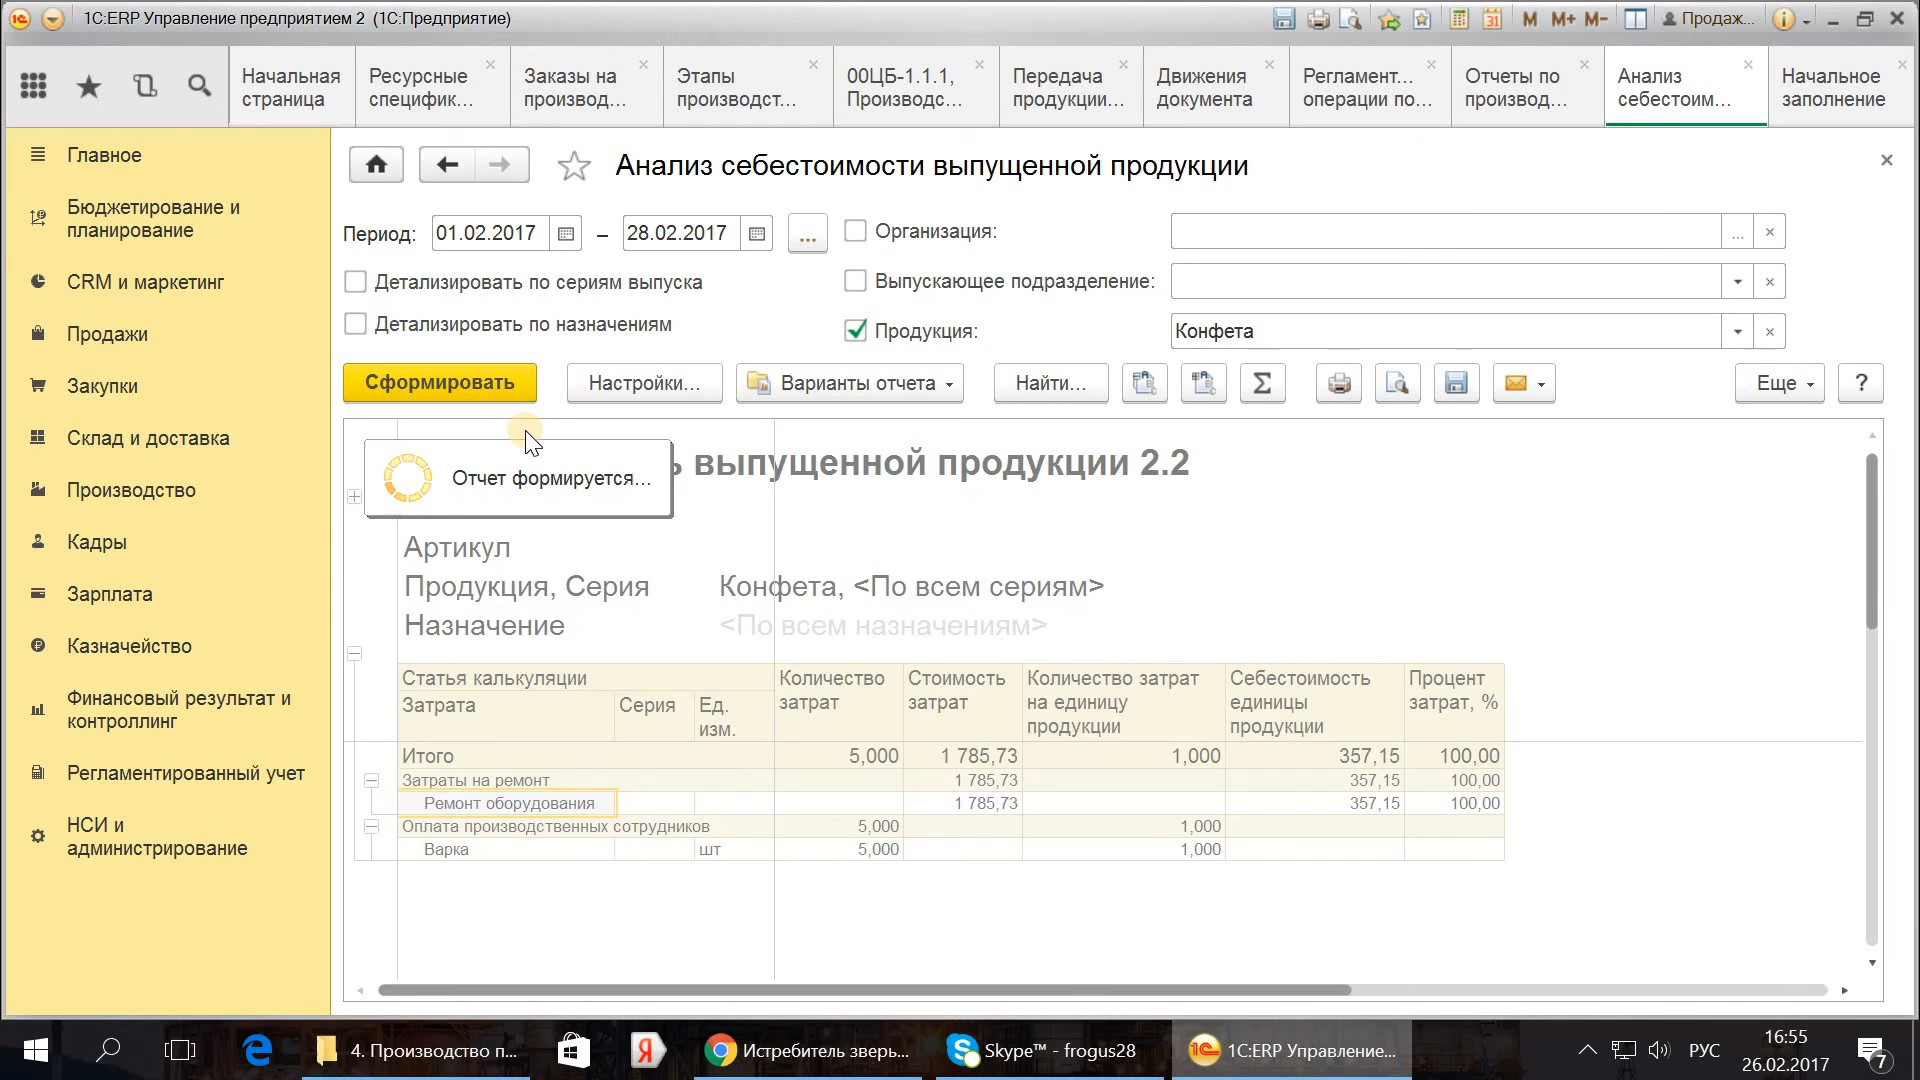 1С:ERP Управление предприятием 2 (1С:Предприятие)
M M+ M- Продаж...
Начальная страница
Ресурсные специфик...
Заказы на производ...
Этапы производст...
00ЦБ-1.1.1, Производс...
Передача продукции...
Движения документа
Регламент... операции по...
Отчеты по производ...
Анализ себестоим...
Начальное заполнение
Главное
Бюджетирование и
планирование
CRM и маркетинг
Продажи
Закупки
Склад и доставка
Производство
Кадры
Зарплата
Казначейство
Финансовый результат и
контроллинг
Регламентированный учет
НСИ и
администрирование
Анализ себестоимости выпущенной продукции
Период: 01.02.2017 – 28.02.2017 ... Организация:
Детализировать по сериям выпуска Выпускающее подразделение:
Детализировать по назначениям Продукция: Конфета
Сформировать Настройки... Варианты отчета Найти... Σ Еще ?
Отчет формируется...
ь выпущенной продукции 2.2
Артикул
Продукция, Серия Конфета, <По всем сериям>
Назначение <По всем назначениям>
Статья калькуляции
Затрата Серия Ед. изм.
Количество затрат
Стоимость затрат
Количество затрат на единицу продукции
Себестоимость единицы продукции
Процент затрат, %
Итого 5,000 1 785,73 1,000 357,15 100,00
Затраты на ремонт 1 785,73 357,15 100,00
Ремонт оборудования 1 785,73 357,15 100,00
Оплата производственных сотрудников 5,000 1,000
Варка шт 5,000 1,000
4. Производство п...
Я
Истребитель зверь...
Skype™ - frogus28
1С:ERP Управление...
РУС
16:55
26.02.2017
7